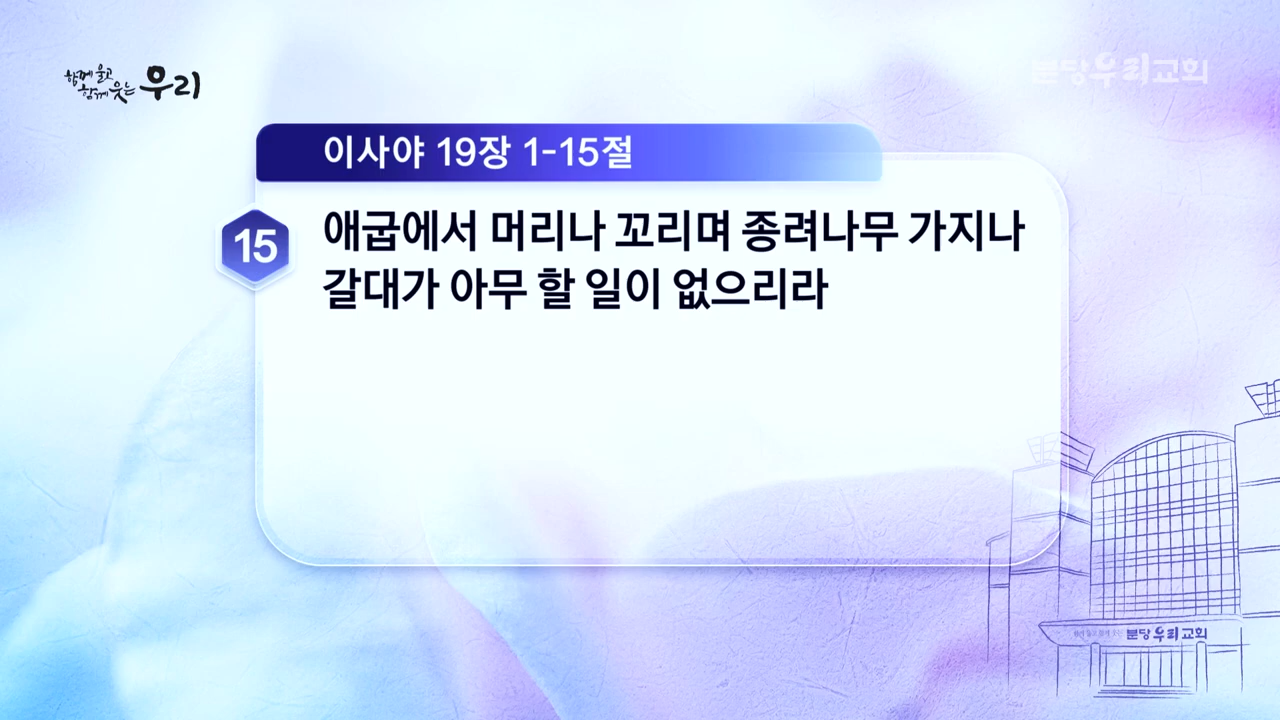 함께 울고
함께 웃는 우리
분당우리교회
이사야 19장 1-15절
15
애굽에서 머리나 꼬리며 종려나무 가지나
갈대가 아무 할 일이 없으리라
분당우리교회